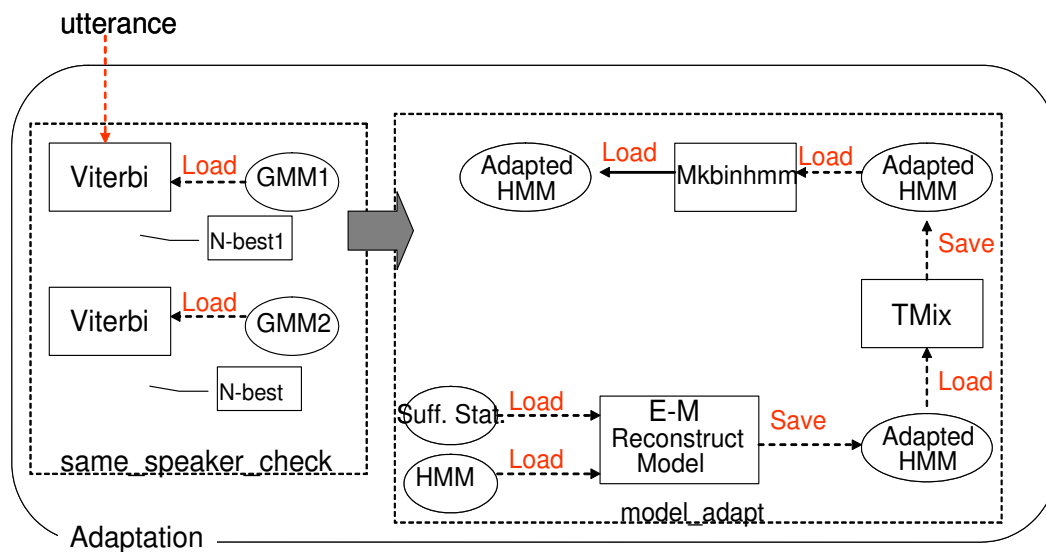 utterance
Viterbi
Load
GMM1
N-best1
Viterbi
Load
GMM2
N-best
same_speaker_check
Adapted
HMM
Load
Mkbinhmm
Load
Adapted
HMM
Save
TMix
Load
Suff. Stat.
Load
HMM
Load
E-M
Reconstruct
Model
Save
Adapted
HMM
model_adapt
Adaptation